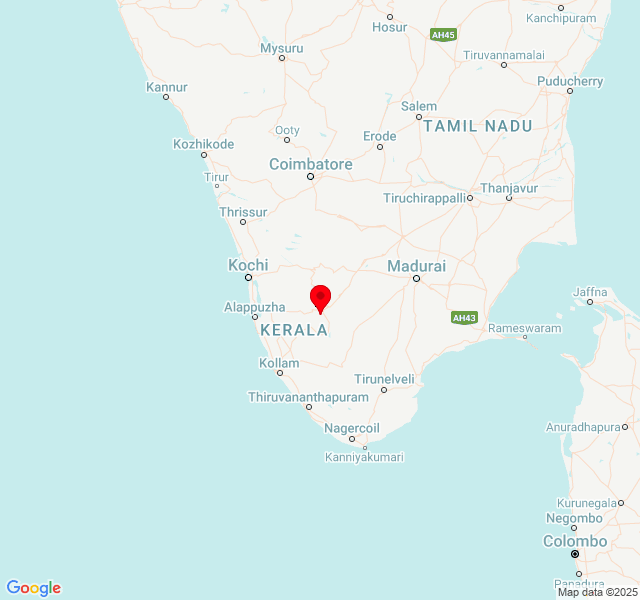 Kanchipuram
Hosur
AH45
Mysuru
Tiruvannamalai
Puducherry
Kannur
Salem
TAMIL NADU
Ooty
Erode
Kozhikode
Coimbatore
Tirur
Thanjavur
Tiruchirappalli
Thrissur
Kochi
Madurai
Jaffna
Alappuzha
AH43
KERALA
Rameswaram
Kollam
Tirunelveli
Thiruvananthapuram
Nagercoil
Anuradhapura
Kanniyakumari
Kurunegala
Negombo
Colombo
Panadura
Google
Map data ©2025